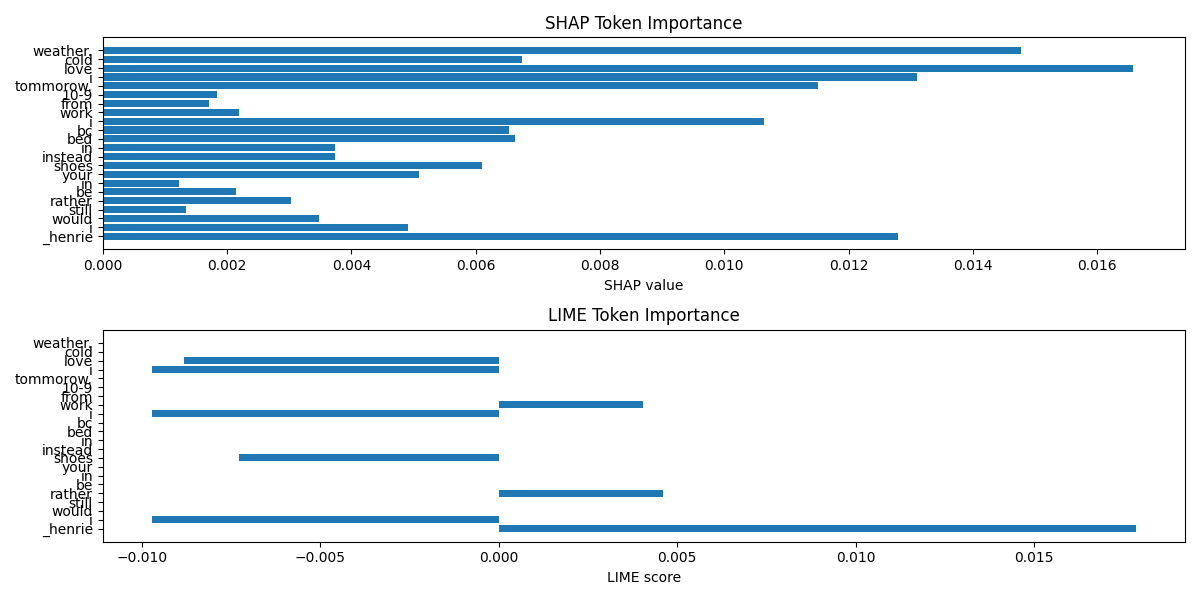 SHAP Token Importance
weather,
cold
love
i
tommorow,
10-9
from
work
i
bc
bed
in
instead
shoes
your
in
be
rather
still
would
i
_henrie
0.000 0.002 0.004 0.006 0.008 0.010 0.012 0.014 0.016
SHAP value
LIME Token Importance
weather,
cold
love
i
tommorow,
10-9
from
work
i
bc
bed
in
instead
shoes
your
in
be
rather
still
would
i
_henrie
−0.010 −0.005 0.000 0.005 0.010 0.015
LIME score